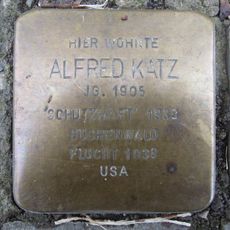 HIER WOHNTE
ALFRED KATZ
JG. 1905
"SCHUTZHAFT" 1938
BUCHENWALD
FLUCHT 1939
USA